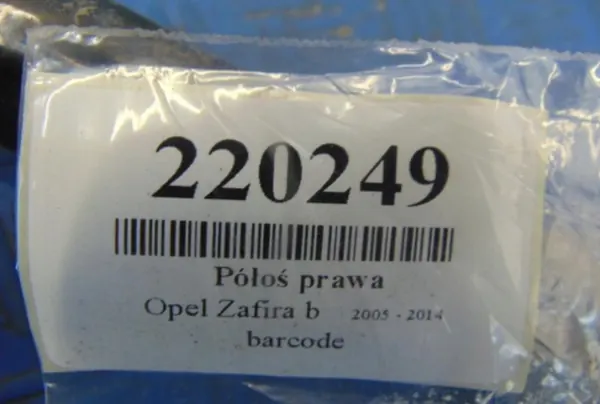 220249
Półoś prawa
Opel Zafira b 2005 - 2014
barcode